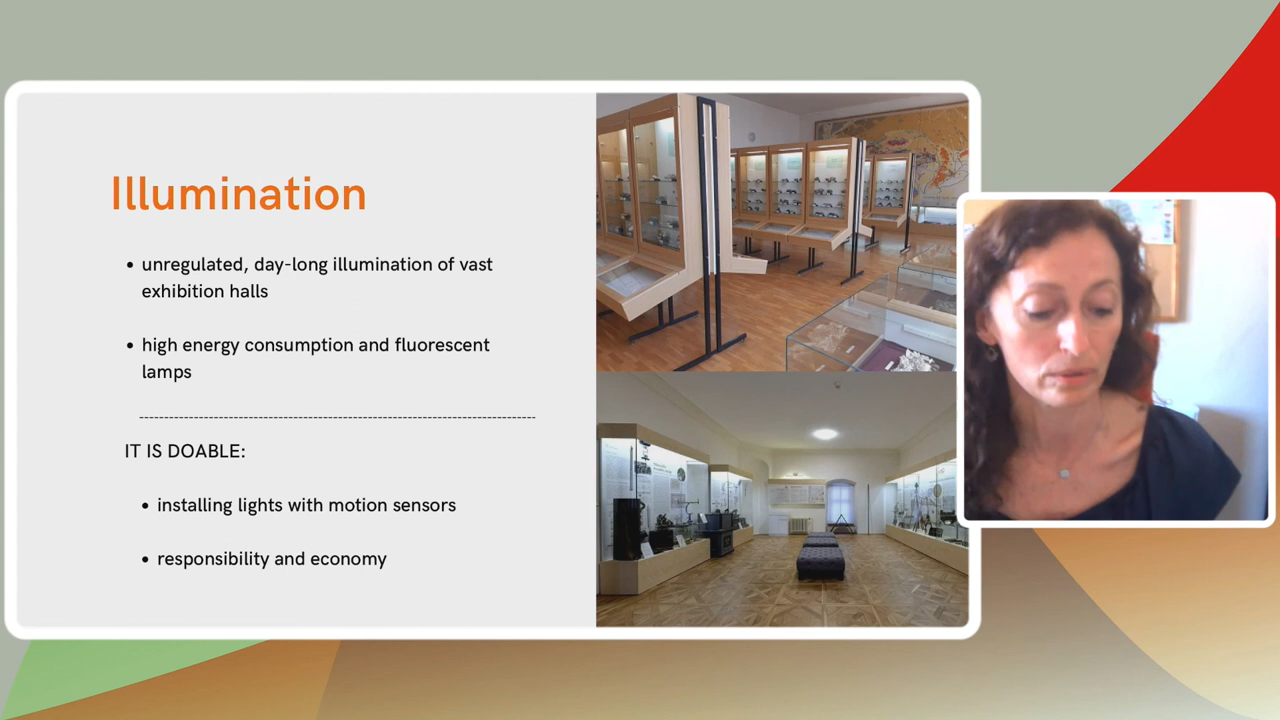 Illumination
• unregulated, day-long illumination of vast
exhibition halls
• high energy consumption and fluorescent
lamps
IT IS DOABLE:
• installing lights with motion sensors
• responsibility and economy